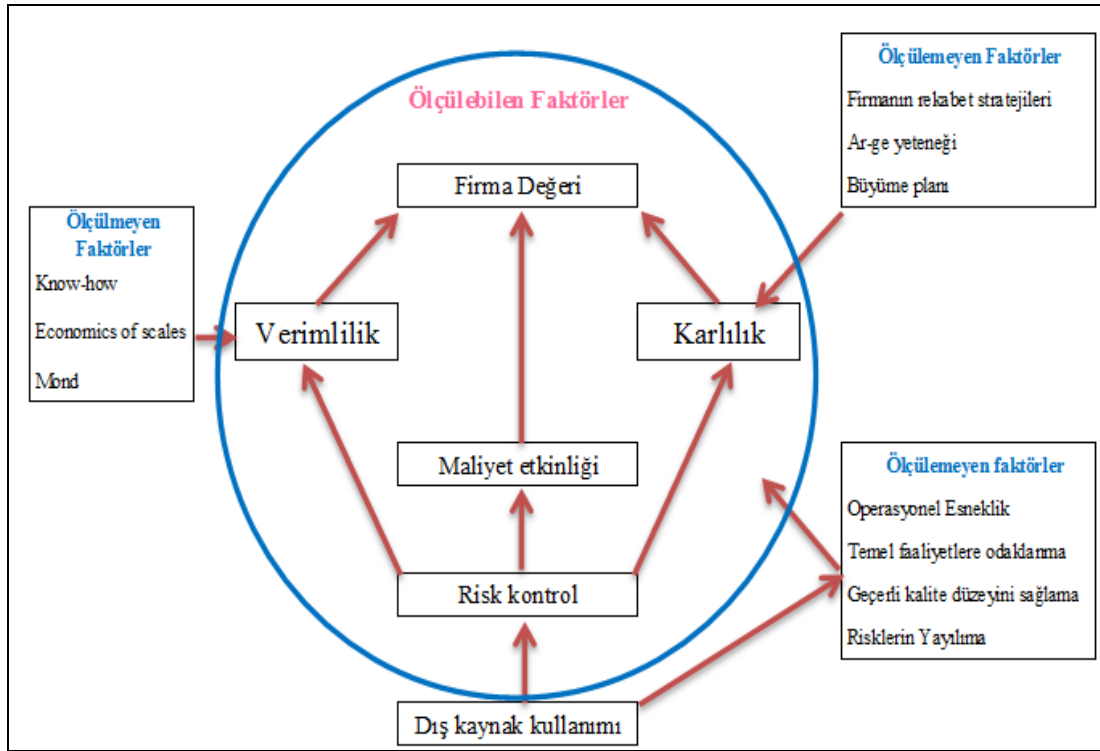 Ölçülebilen Faktörler
Firma Değeri
Verimlilik
Karlılık
Maliyet etkinliği
Risk kontrol
Dış kaynak kullanımı
Ölçülmeyen
Faktörler
Know-how
Economics of scales
Mond
Ölçülemeyen Faktörler
Firmanın rekabet stratejileri
Ar-ge yeteneği
Büyüme planı
Ölçülemeyen faktörler
Operasyonel Esneklik
Temel faaliyetlere odaklanma
Geçerli kalite düzeyini sağlama
Risklerin Yayılıma